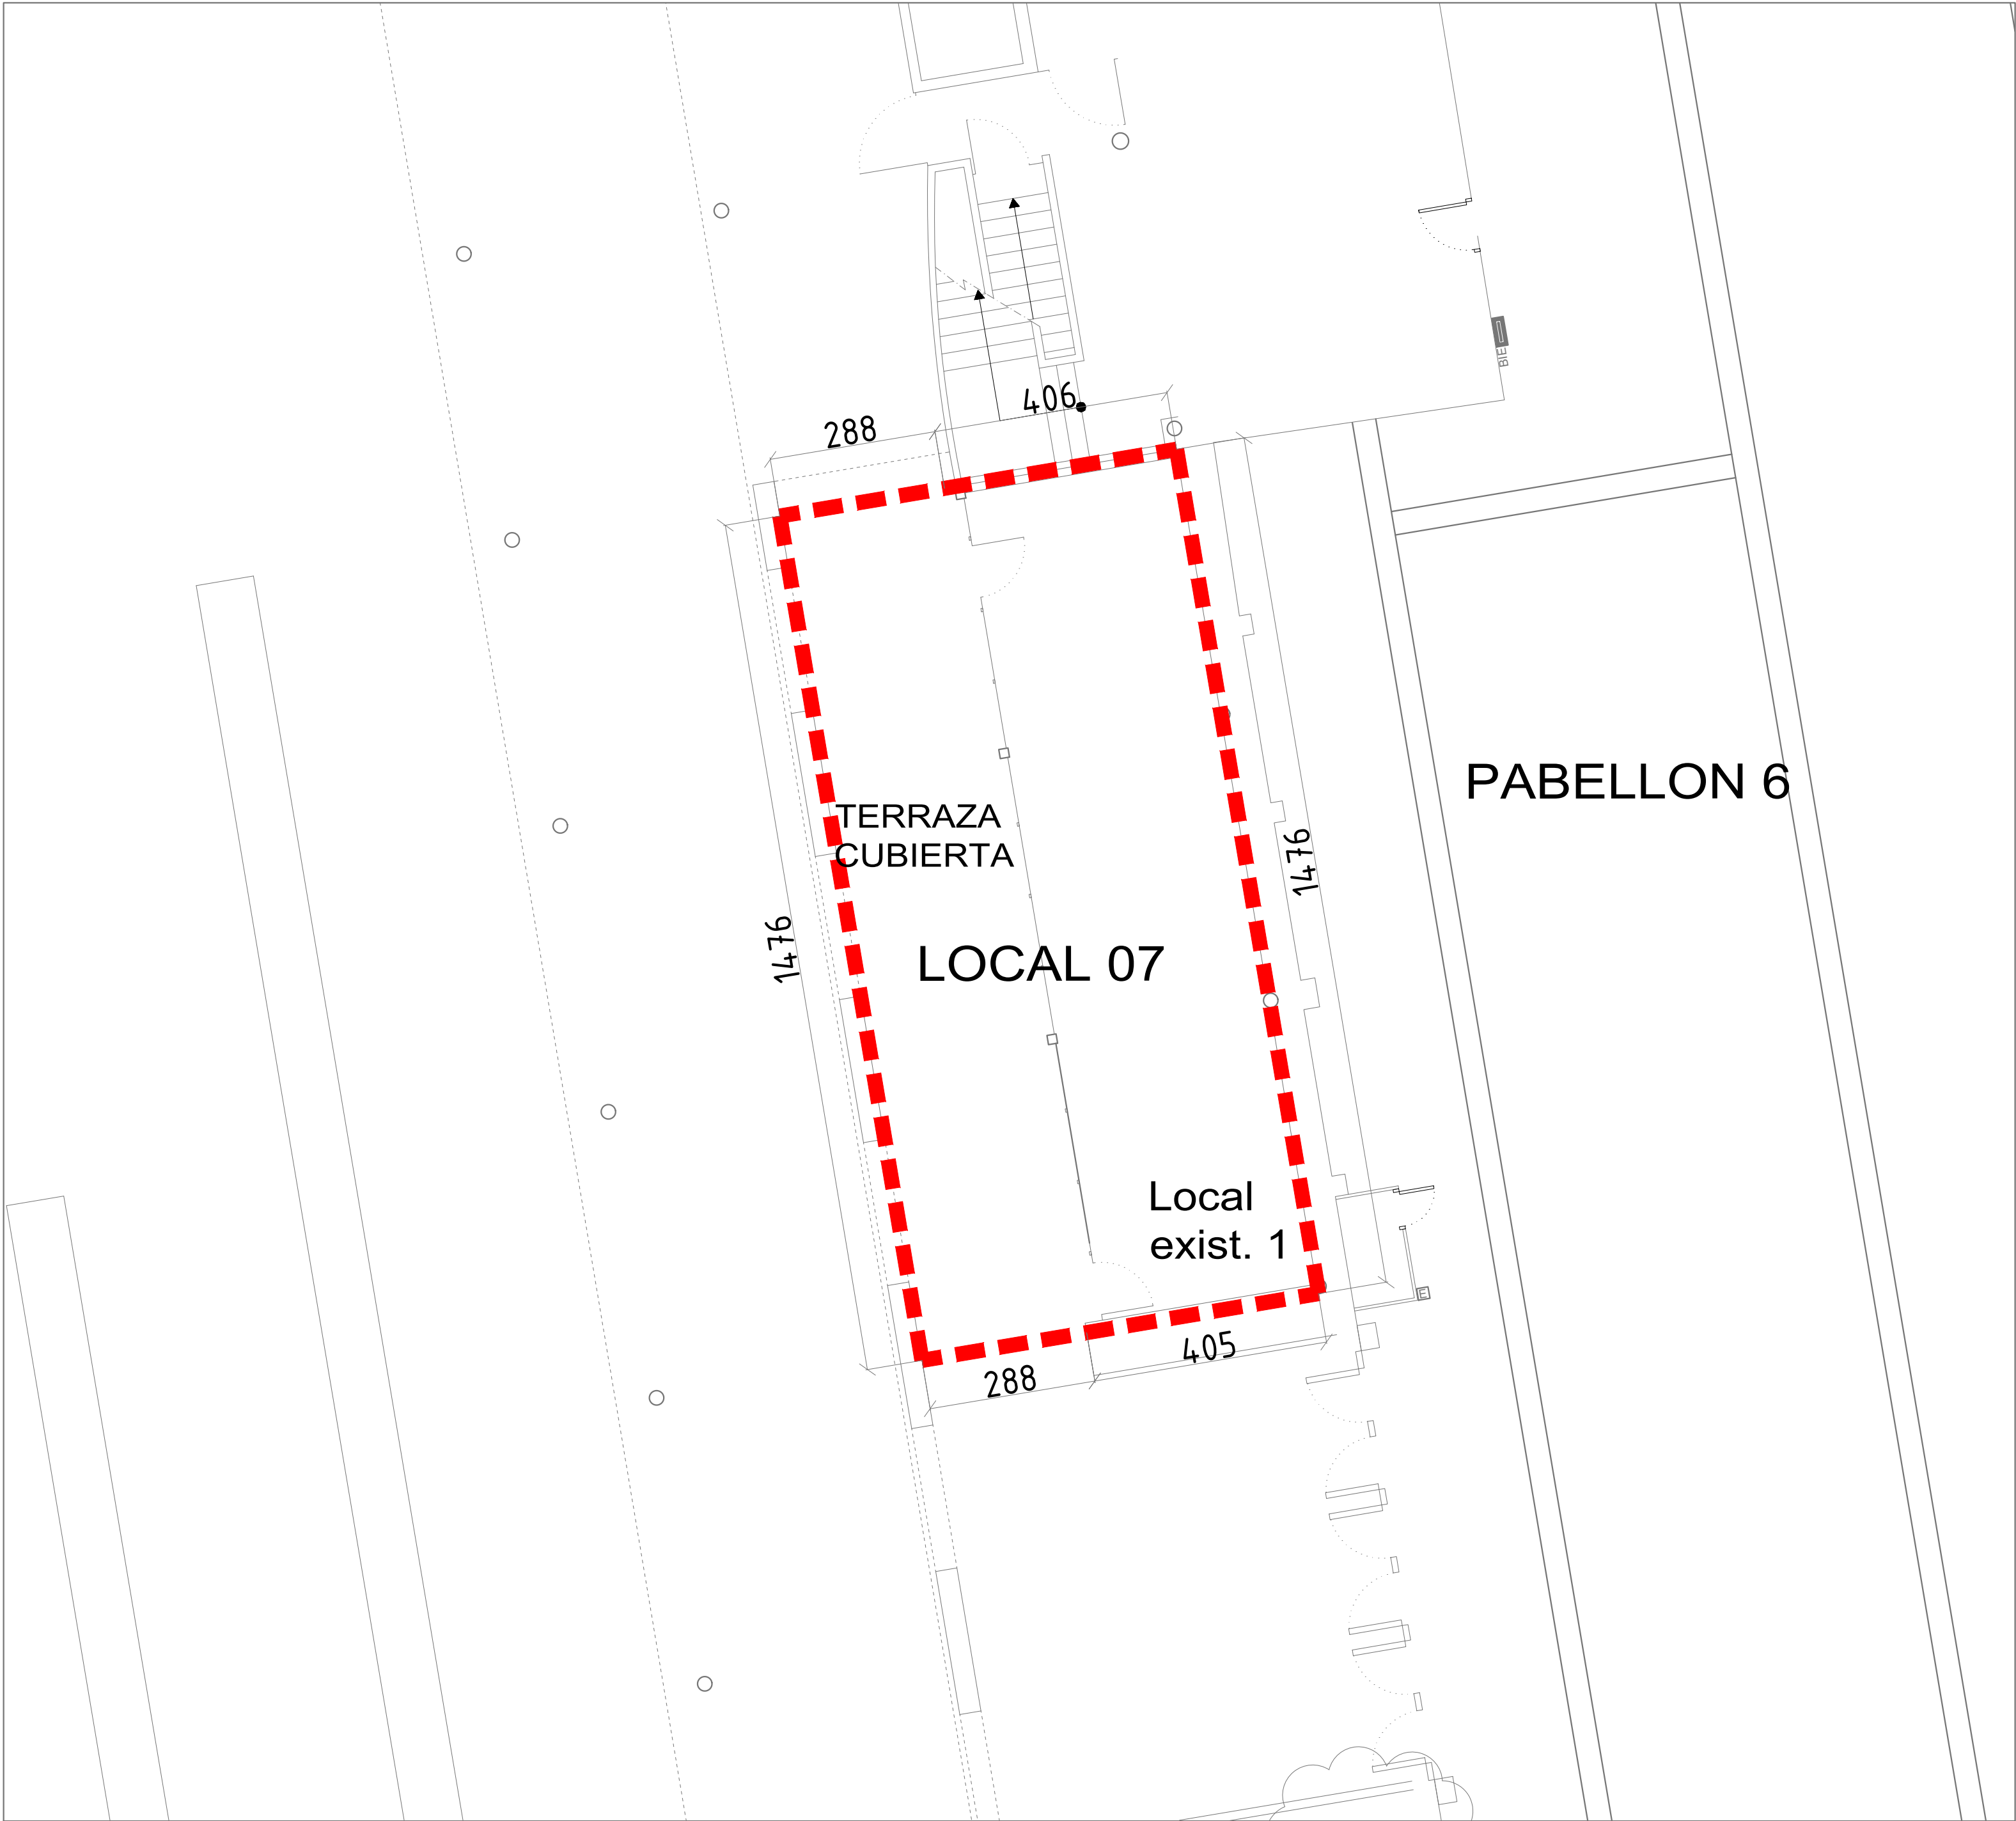 BIE
406
288
PABELLON 6
TERRAZA
CUBIERTA
1476
1476
LOCAL 07
Local
exist. 1
E
405
288